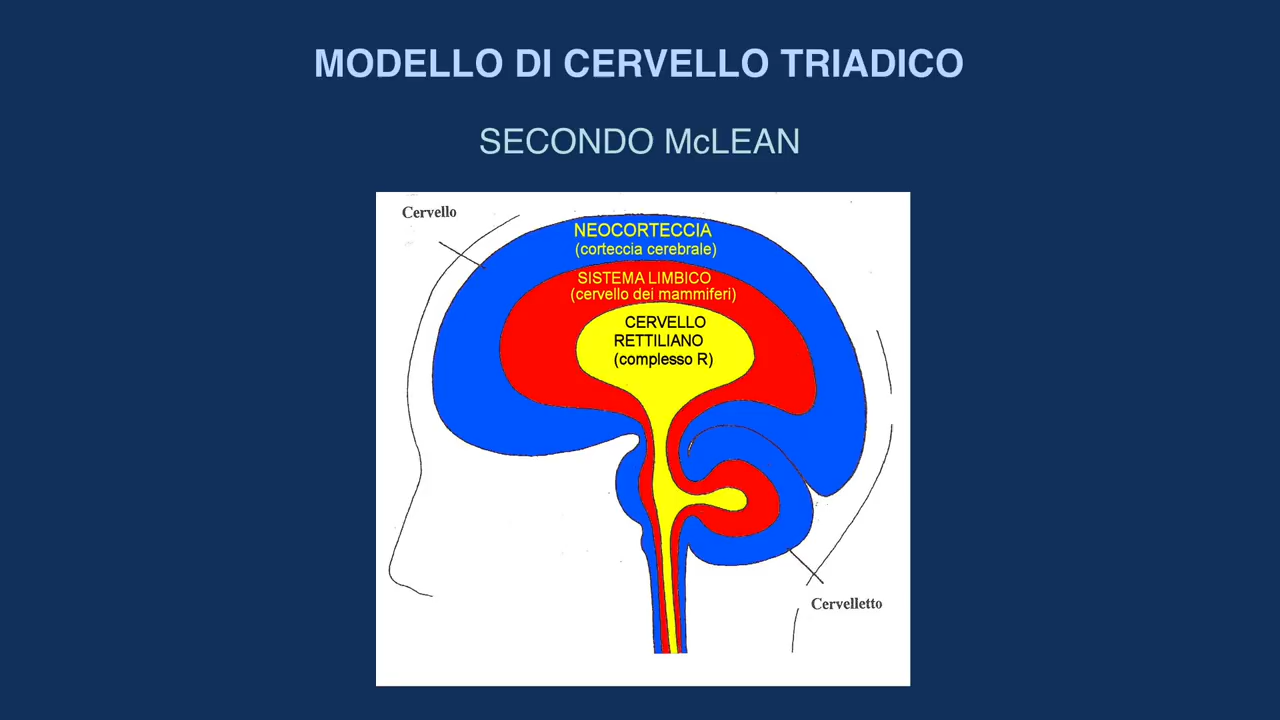 MODELLO DI CERVELLO TRIADICO
SECONDO McLEAN
Cervello
NEOCORTECCIA
(corteccia cerebrale)
SISTEMA LIMBICO
(cervello dei mammiferi)
CERVELLO
RETTILIANO
(complesso R)
Cervelletto